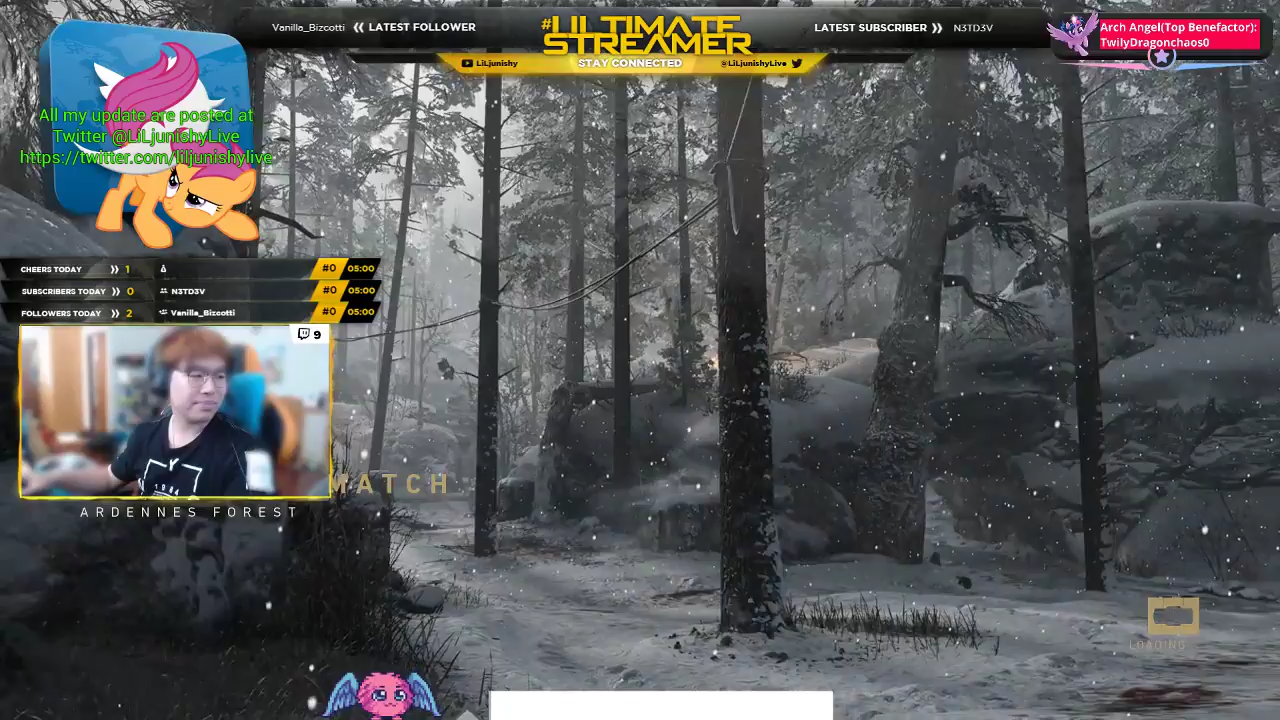 Vanilla_Bizcotti « LATEST FOLLOWER
#ULTIMATE
STREAMER
LiLjunishy
STAY CONNECTED
@LiLjunishyLive
LATEST SUBSCRIBER » N3TD3V
Arch Angel(Top Benefactor):
TwilyDragonchaos0
All my update are posted at
Twitter @LiLjunishyLive
https://twitter.com/liljunishylive
CHEERS TODAY » 1 #0 05:00
SUBSCRIBERS TODAY » 0 N3TD3V #0 05:00
FOLLOWERS TODAY » 2 Vanilla_Bizcotti #0 05:00
9
1984
MATCH
ARDENNES FOREST
LOADING